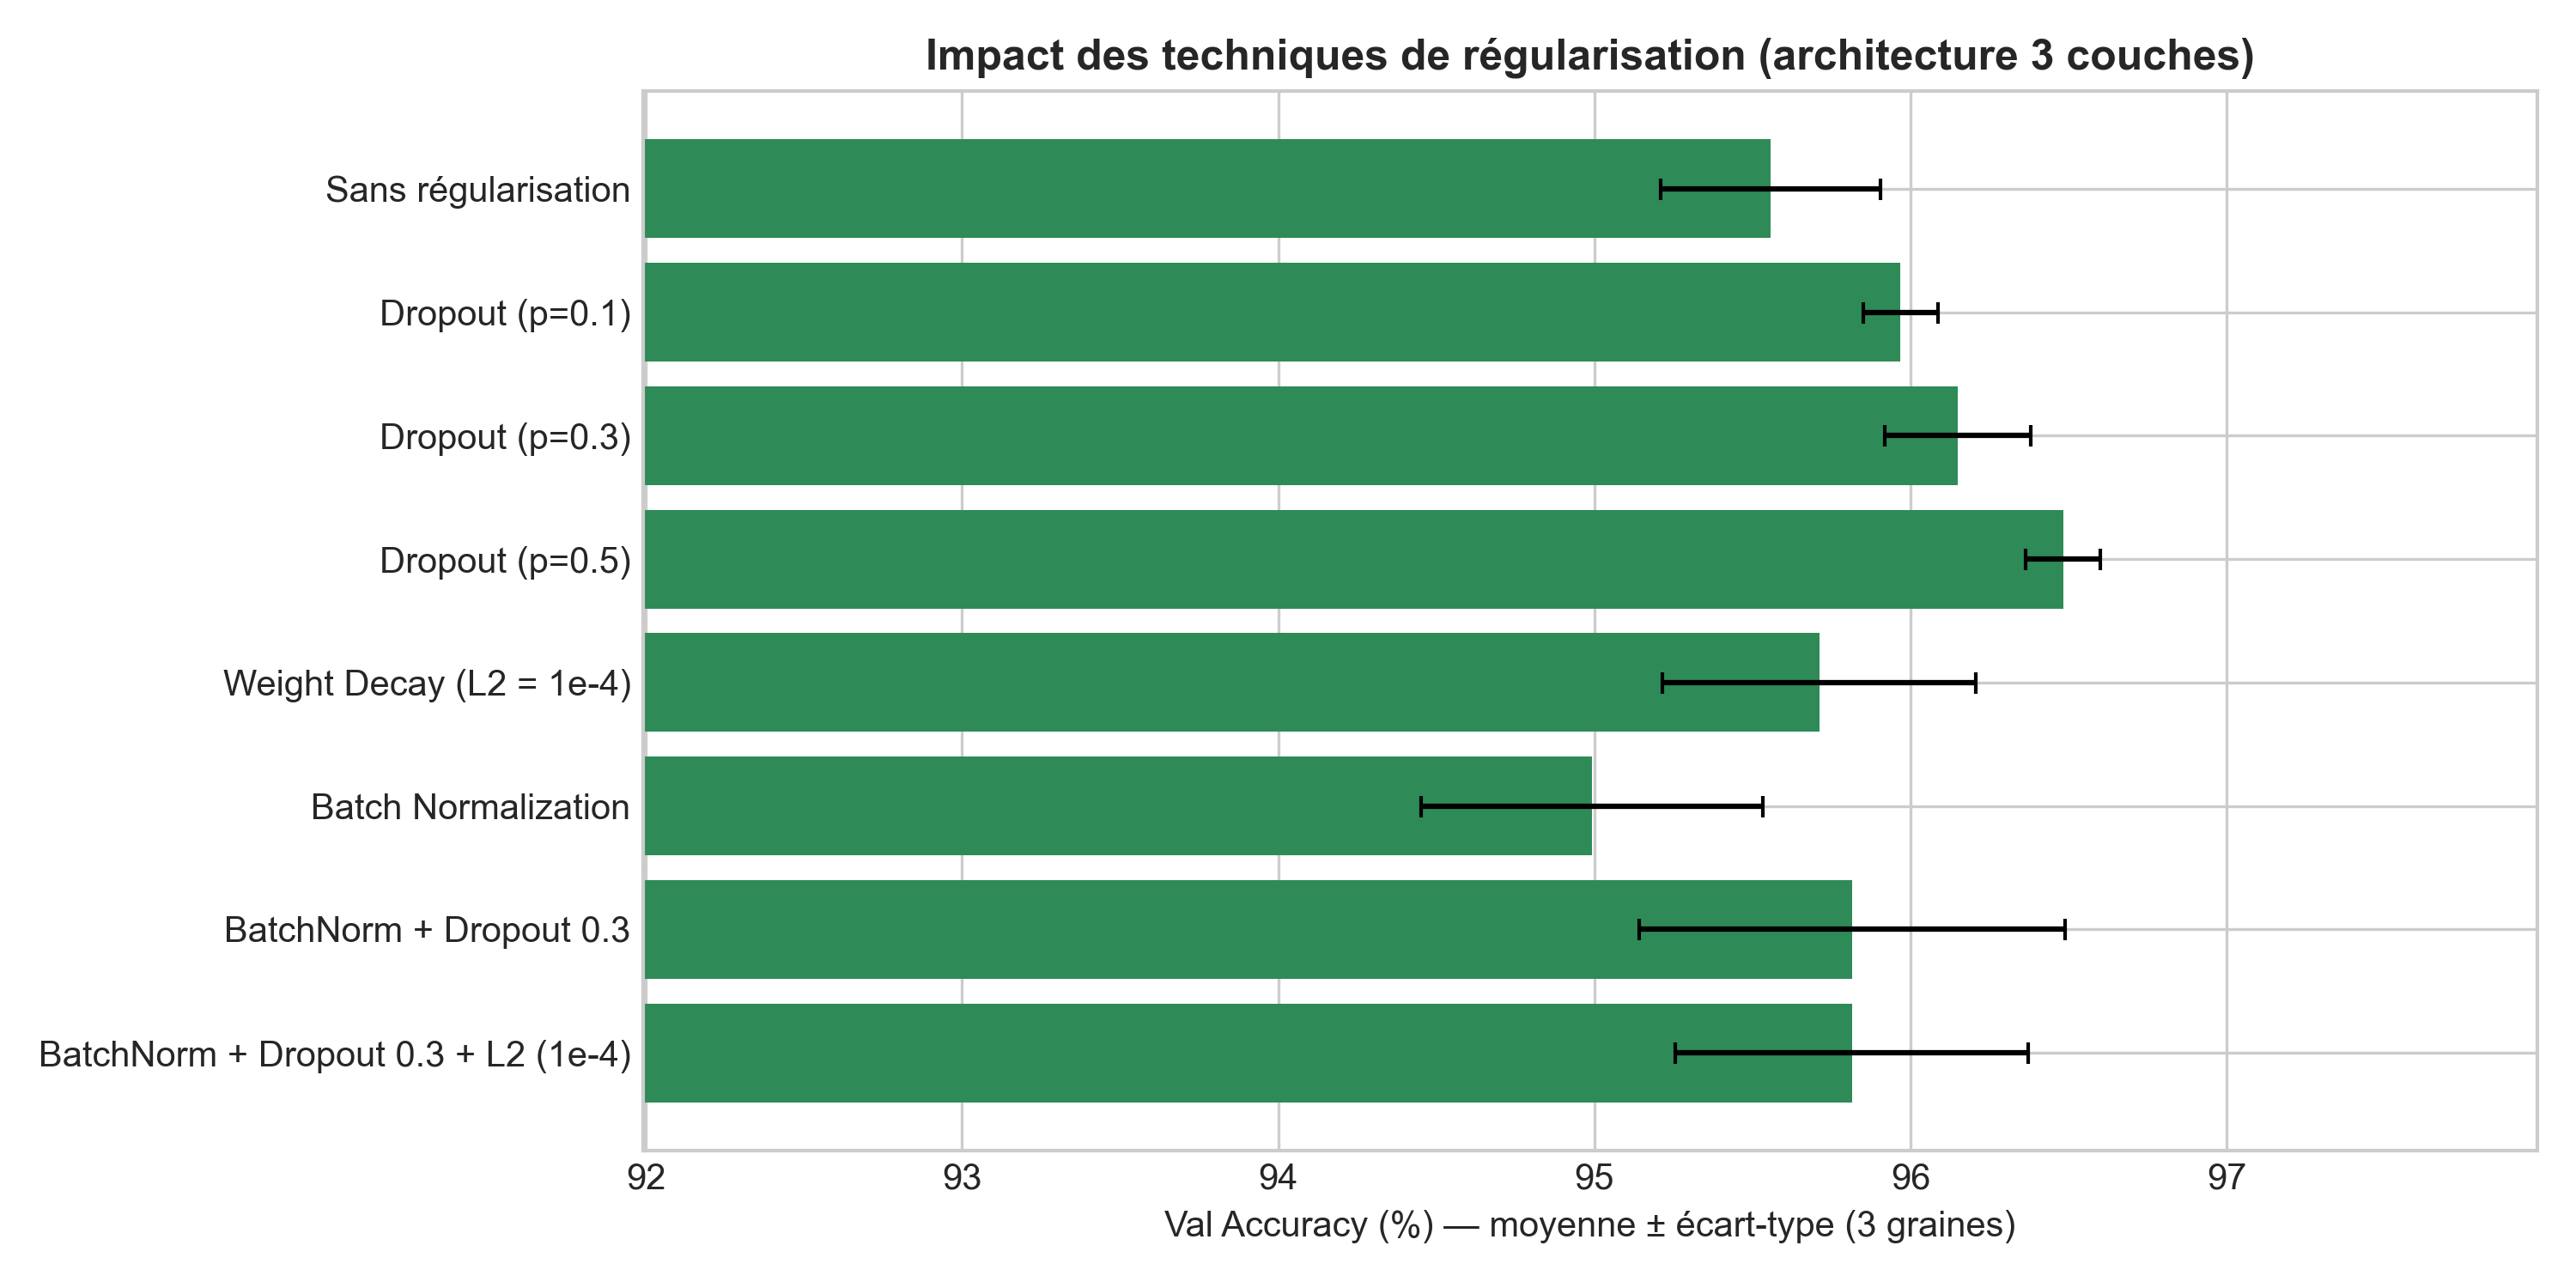 Impact des techniques de régularisation (architecture 3 couches)
Sans régularisation
Dropout (p=0.1)
Dropout (p=0.3)
Dropout (p=0.5)
Weight Decay (L2 = 1e-4)
Batch Normalization
BatchNorm + Dropout 0.3
BatchNorm + Dropout 0.3 + L2 (1e-4)
92 93 94 95 96 97
Val Accuracy (%) — moyenne ± écart-type (3 graines)